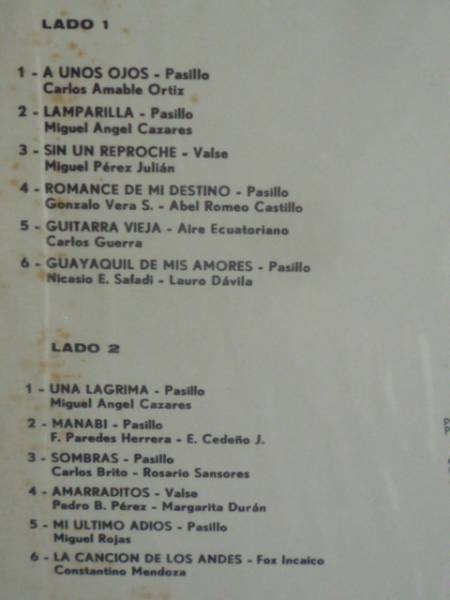 LADO 1
1 - A UNOS OJOS - Pasillo
Carlos Amable Ortiz
2 - LAMPARILLA - Pasillo
Miguel Angel Cazares
3 - SIN UN REPROCHE - Valse
Miguel Pérez Julián
4 - ROMANCE DE MI DESTINO - Pasillo
Gonzalo Vera S. - Abel Romeo Castillo
5 - GUITARRA VIEJA - Aire Ecuatoriano
Carlos Guerra
6 - GUAYAQUIL DE MIS AMORES - Pasillo
Nicasio E. Safadi - Lauro Dávila
LADO 2
1 - UNA LAGRIMA - Pasillo
Miguel Angel Cazares
2 - MANABI - Pasillo
F. Paredes Herrera - E. Cedeño J.
3 - SOMBRAS - Pasillo
Carlos Brito - Rosario Sansores
4 - AMARRADITOS - Valse
Pedro B. Pérez - Margarita Durán
5 - MI ULTIMO ADIOS - Pasillo
Miguel Rojas
6 - LA CANCION DE LOS ANDES - Fox Incaico
Constantino Mendoza